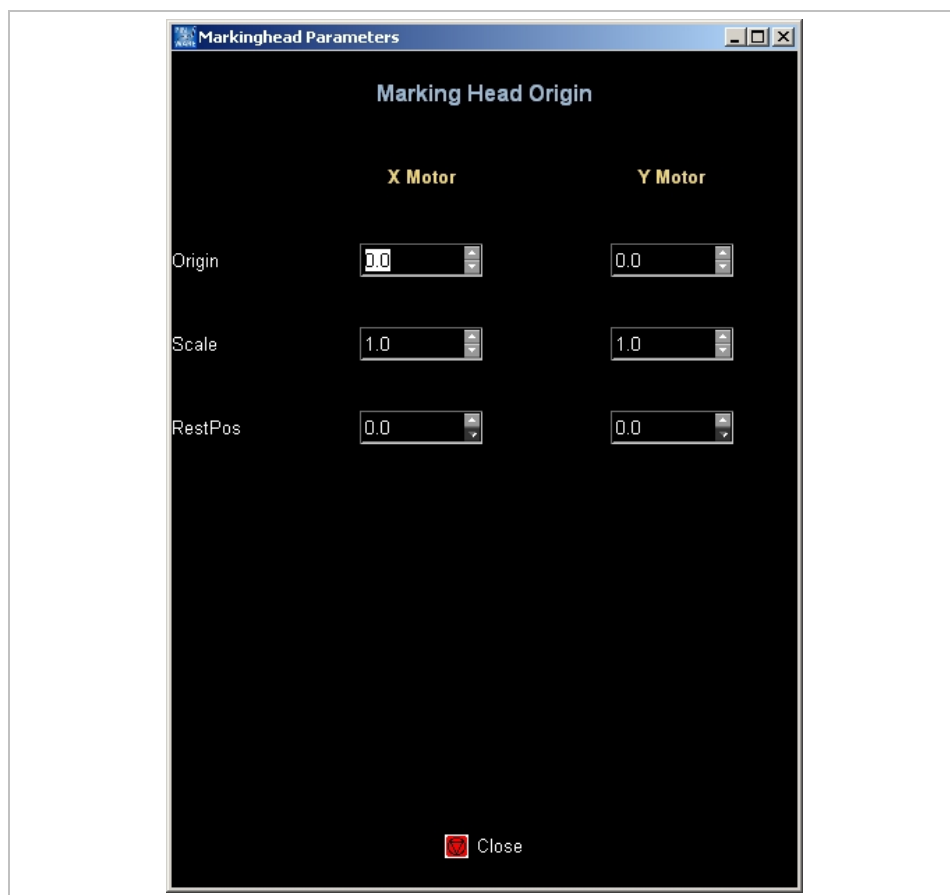 Markinghead Parameters
Marking Head Origin
X Motor Y Motor
Origin 0.0 0.0
Scale 1.0 1.0
RestPos 0.0 0.0
Close